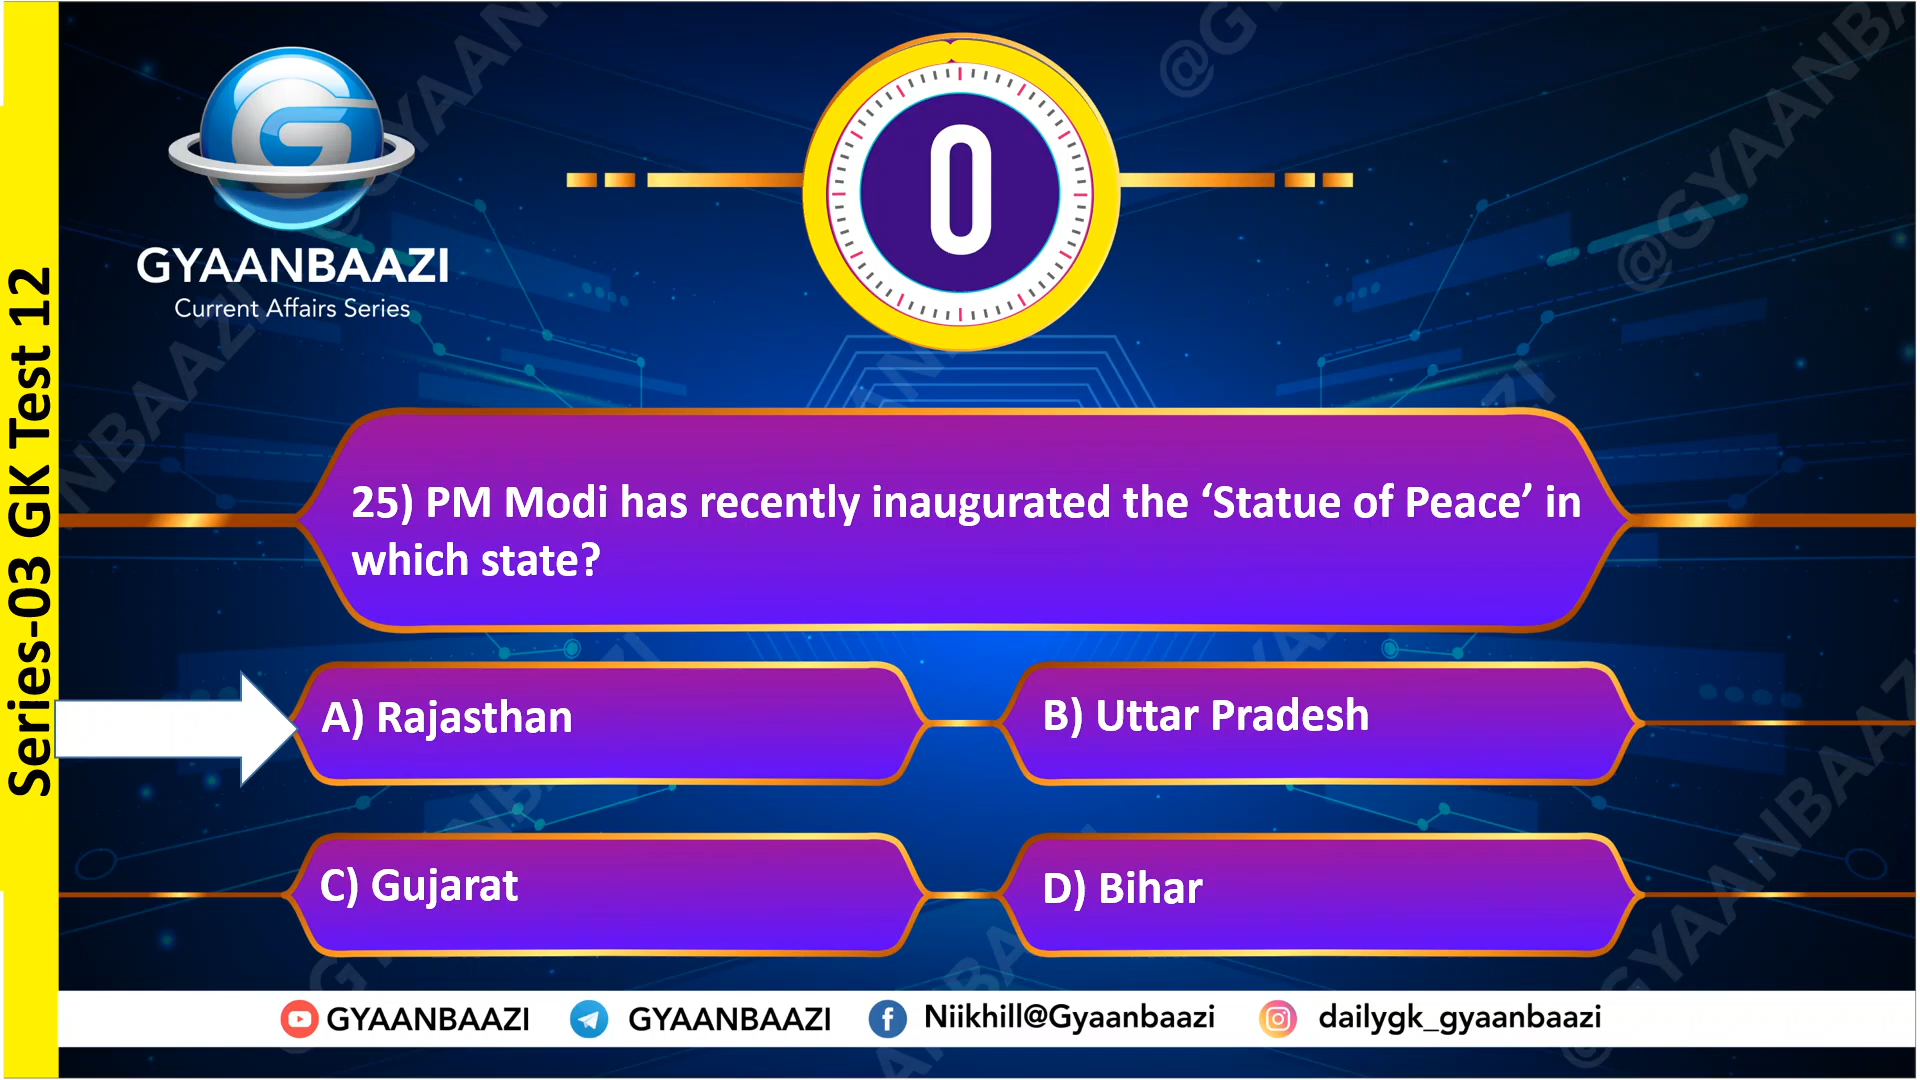 GYAANBAAZI
Current Affairs Series
0
Series-03 GK Test 12
25) PM Modi has recently inaugurated the ‘Statue of Peace’ in
which state?
A) Rajasthan
B) Uttar Pradesh
C) Gujarat
D) Bihar
GYAANBAAZI GYAANBAAZI Niikhill@Gyaanbaazi dailygk_gyaanbaazi
@GYAANBAAZI